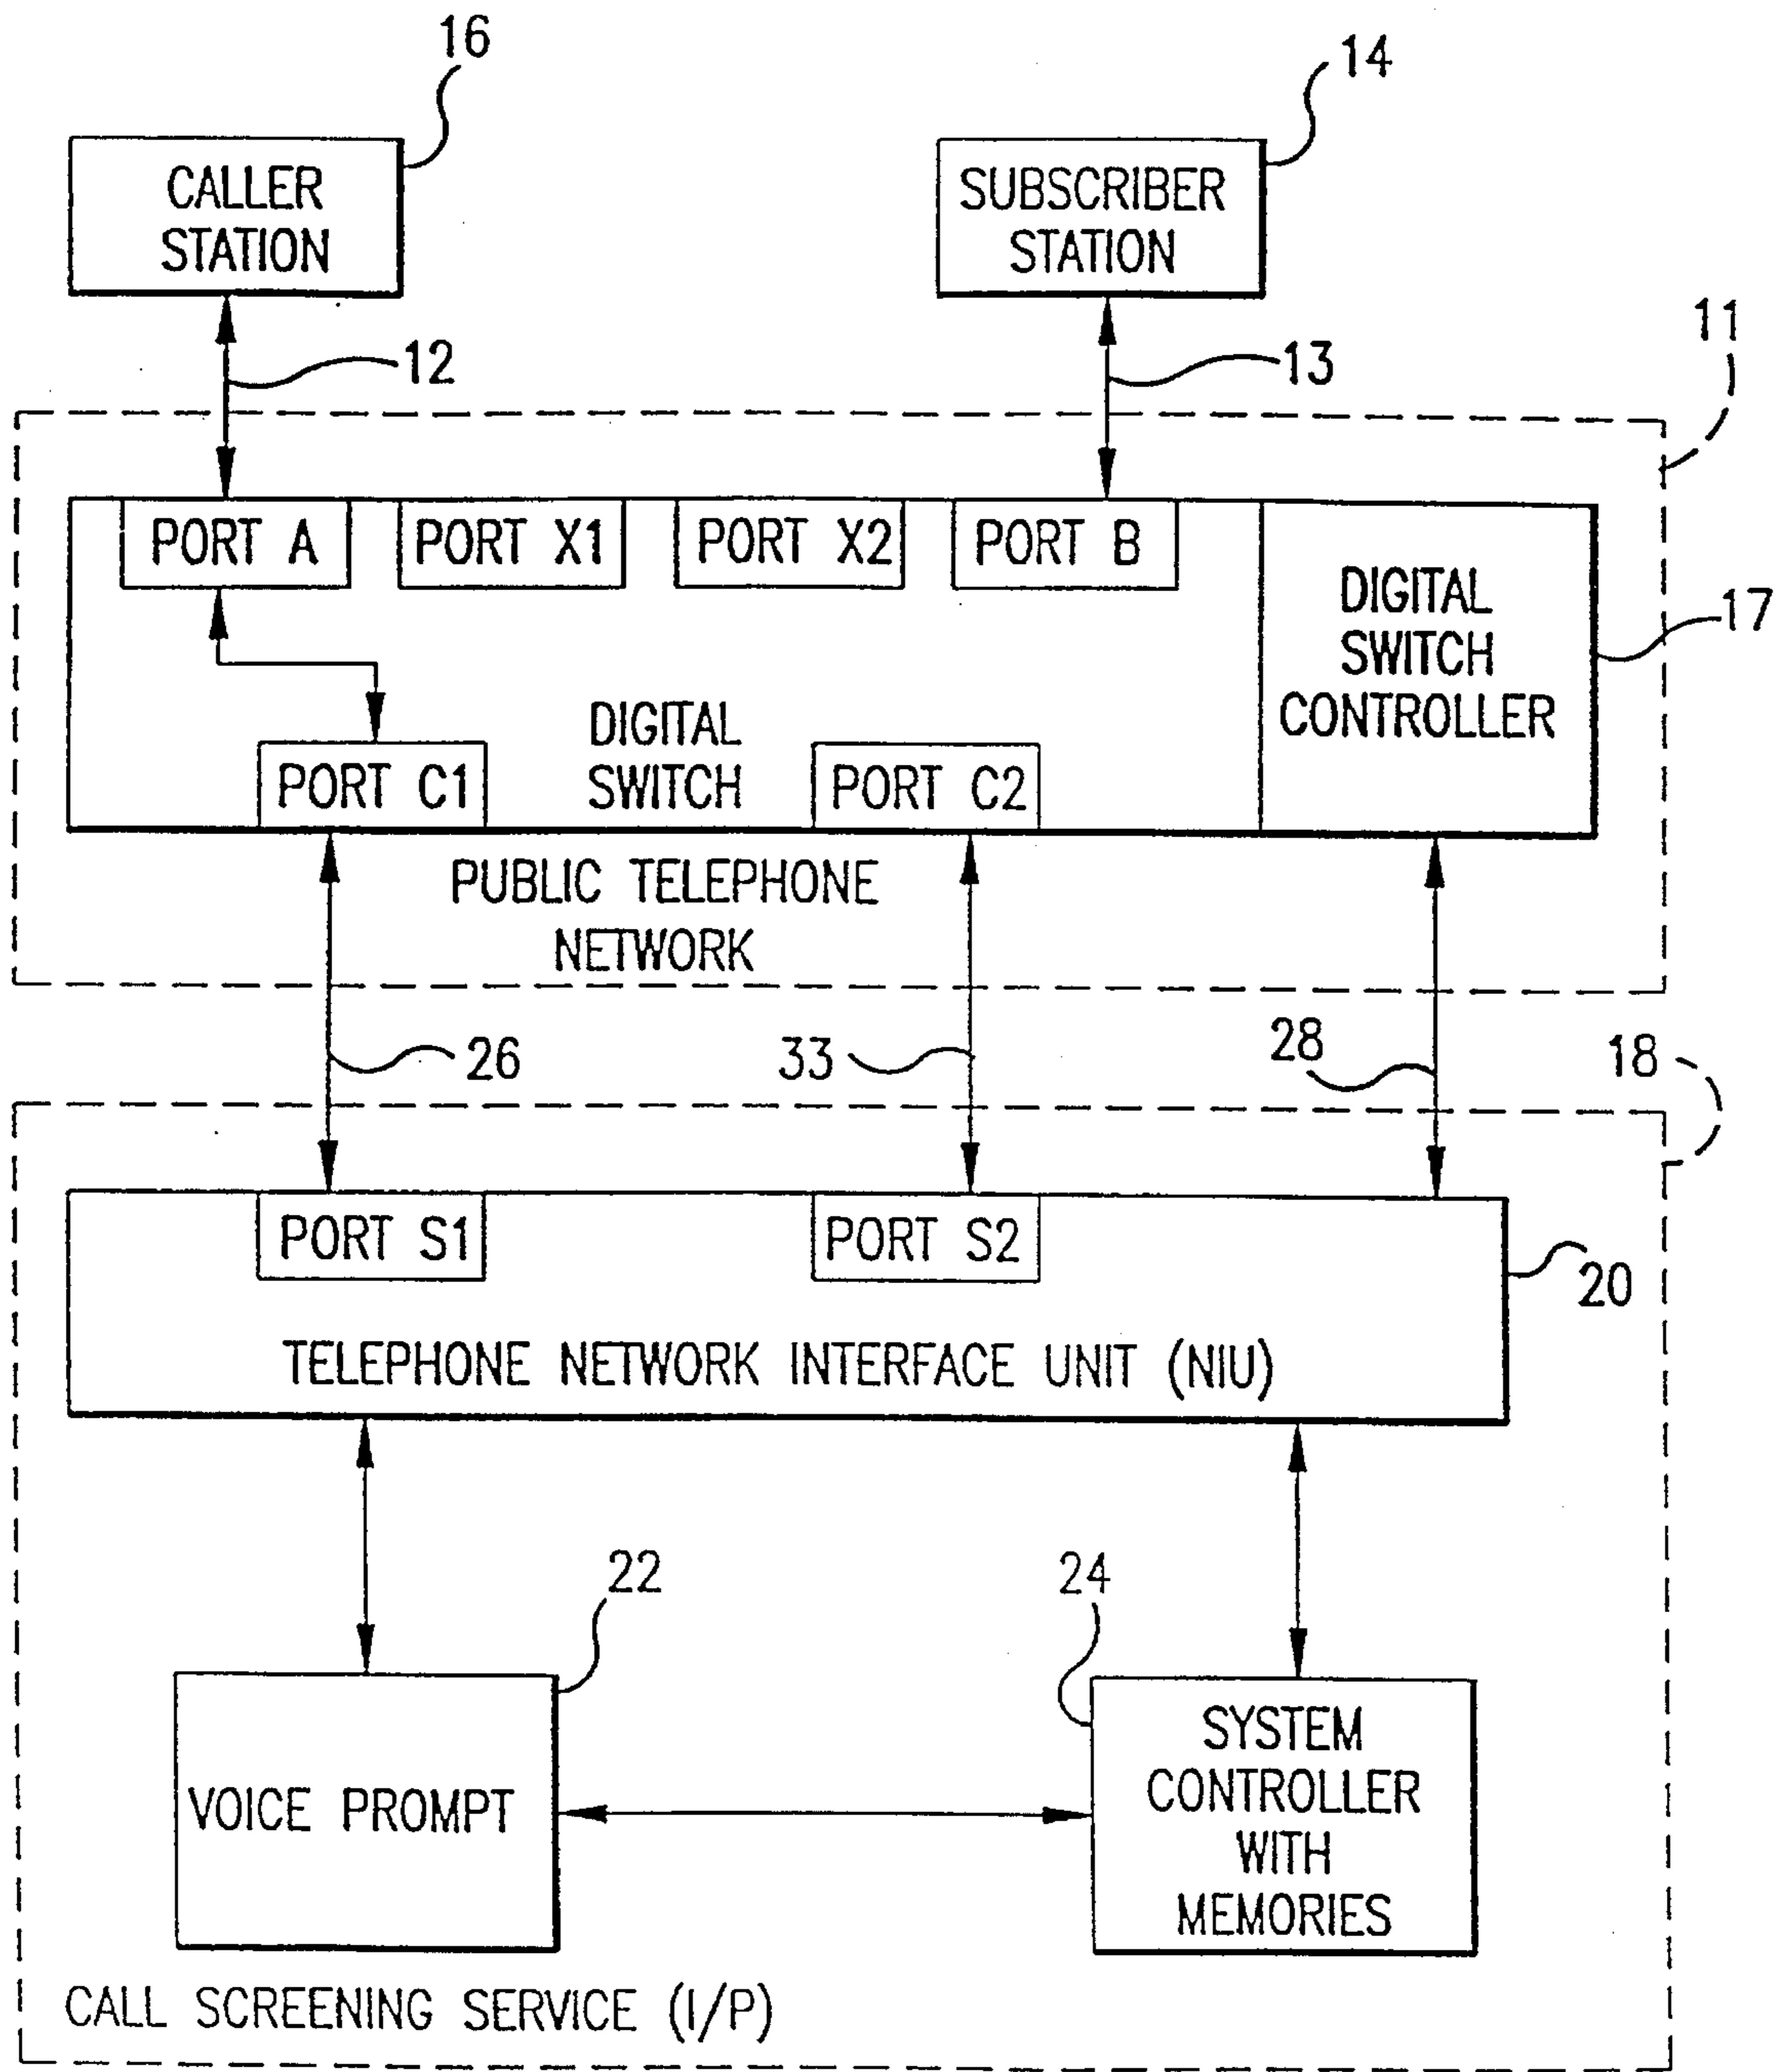 16
14
CALLER
STATION
SUBSCRIBER
STATION
11
12
13
PORT A
PORT X1
PORT X2
PORT B
DIGITAL
SWITCH
CONTROLLER
17
DIGITAL
SWITCH
PORT C1
PORT C2
PUBLIC TELEPHONE
NETWORK
26
33
28
18
PORT S1
PORT S2
20
TELEPHONE NETWORK INTERFACE UNIT (NIU)
22
24
VOICE PROMPT
SYSTEM
CONTROLLER
WITH
MEMORIES
CALL SCREENING SERVICE (I/P)